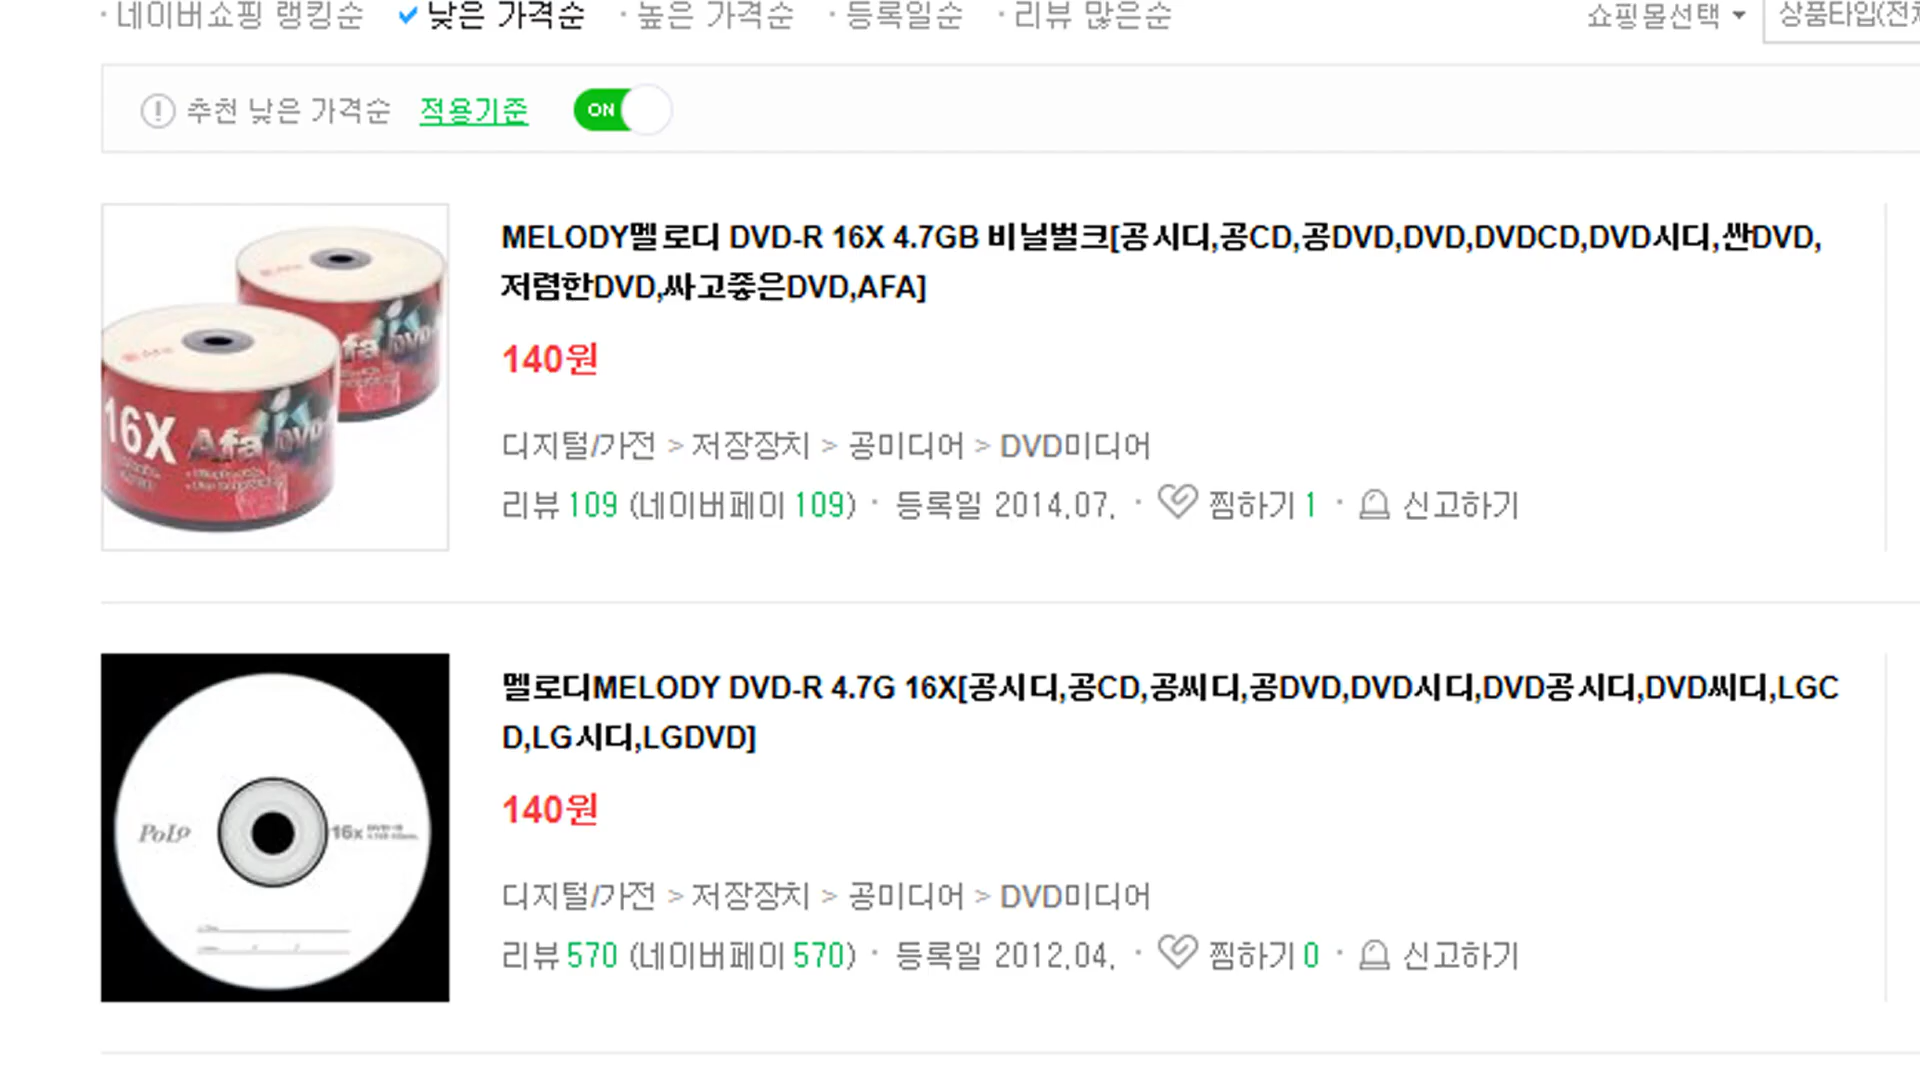 · 네이버쇼핑 랭킹순 낮은 가격순 · 높은 가격순 · 등록일순 · 리뷰 많은순 쇼핑몰선택 상품타입(전체
추천 낮은 가격순 적용기준 ON
MELODY멜로디 DVD-R 16X 4.7GB 비닐벌크[공시디,공CD,공DVD,DVD,DVDCD,DVD시디,싼DVD,
저렴한DVD,싸고좋은DVD,AFA]
140원
디지털/가전 > 저장장치 > 공미디어 > DVD미디어
리뷰 109 (네이버페이 109) · 등록일 2014.07. · 찜하기 1 · 신고하기
16X Afa DVD-
멜로디MELODY DVD-R 4.7G 16X[공시디,공CD,공씨디,공DVD,DVD시디,DVD공시디,DVD씨디,LGC
D,LG시디,LGDVD]
140원
디지털/가전 > 저장장치 > 공미디어 > DVD미디어
리뷰 570 (네이버페이 570) · 등록일 2012.04. · 찜하기 0 · 신고하기
PoLo 16x